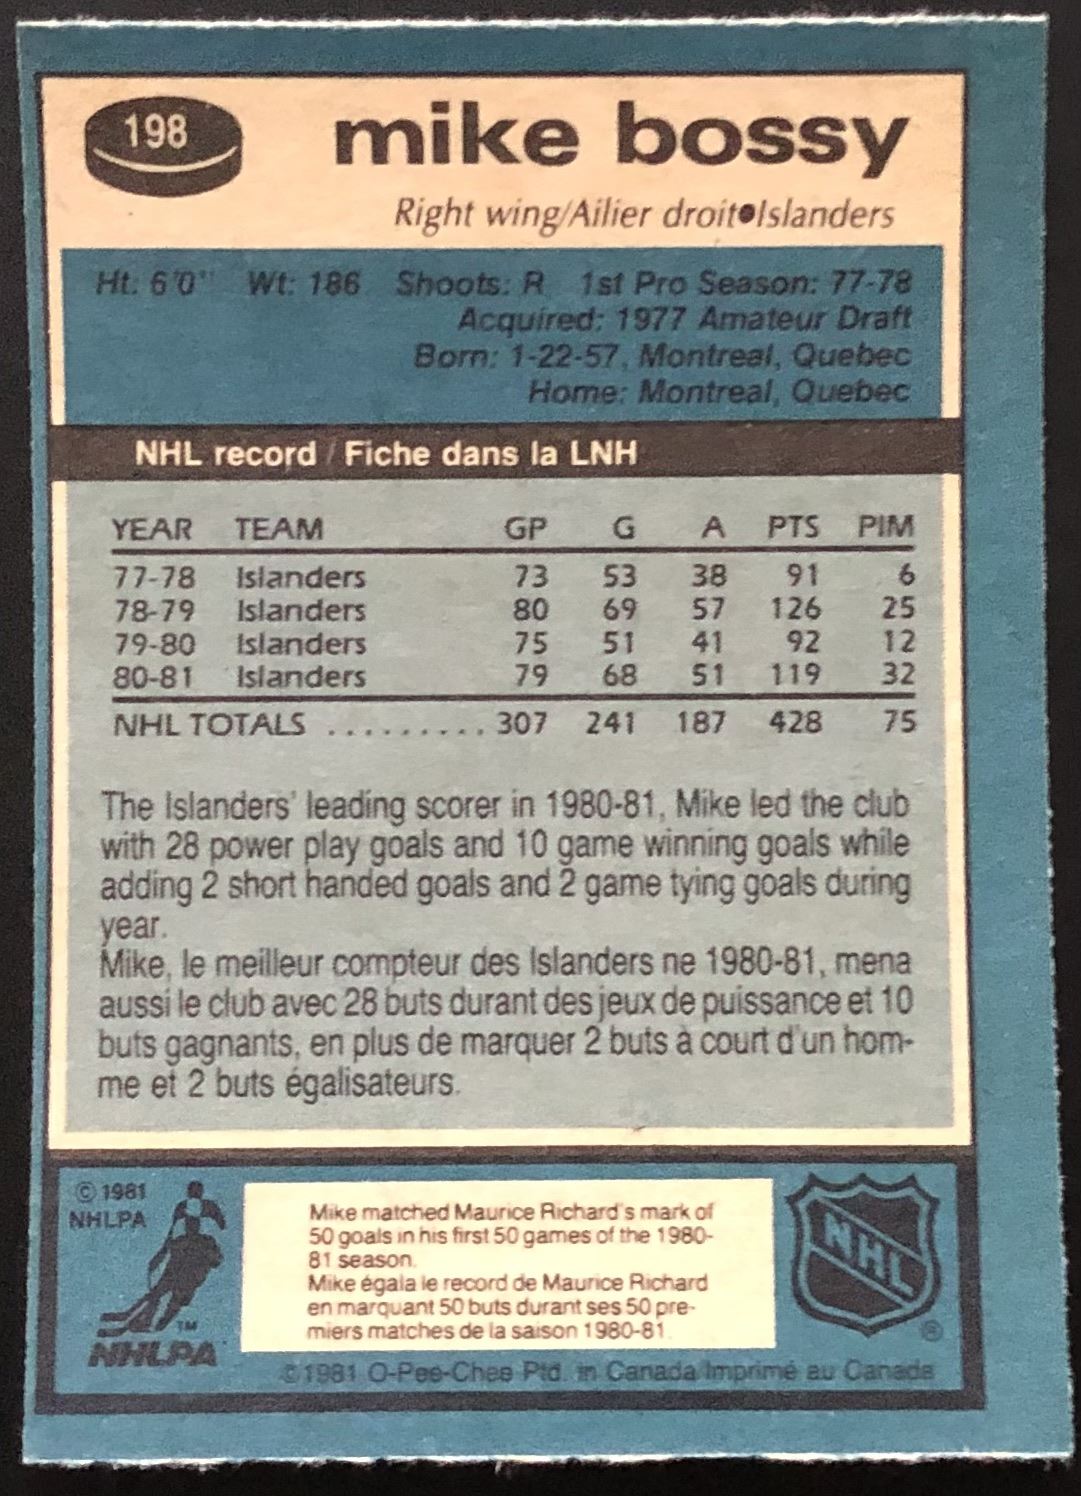 198
mike bossy
Right wing/Ailier droit•Islanders
Ht: 6'0" Wt: 186 Shoots: R 1st Pro Season: 77-78
Acquired: 1977 Amateur Draft
Born: 1-22-57, Montreal, Quebec
Home: Montreal, Quebec
NHL record / Fiche dans la LNH
YEAR TEAM GP G A PTS PIM
77-78 Islanders 73 53 38 91 6
78-79 Islanders 80 69 57 126 25
79-80 Islanders 75 51 41 92 12
80-81 Islanders 79 68 51 119 32
NHL TOTALS ......... 307 241 187 428 75
The Islanders' leading scorer in 1980-81, Mike led the club
with 28 power play goals and 10 game winning goals while
adding 2 short handed goals and 2 game tying goals during
year.
Mike, le meilleur compteur des Islanders ne 1980-81, mena
aussi le club avec 28 buts durant des jeux de puissance et 10
buts gagnants, en plus de marquer 2 buts à court d'un hom-
me et 2 buts égalisateurs.
© 1981
NHLPA
TM
NHLPA
Mike matched Maurice Richard's mark of
50 goals in his first 50 games of the 1980-
81 season.
Mike égala le record de Maurice Richard
en marquant 50 buts durant ses 50 pre-
miers matches de la saison 1980-81.
NHL
®
©1981 O-Pee-Chee Ptd. in Canada/Imprimé au Canada